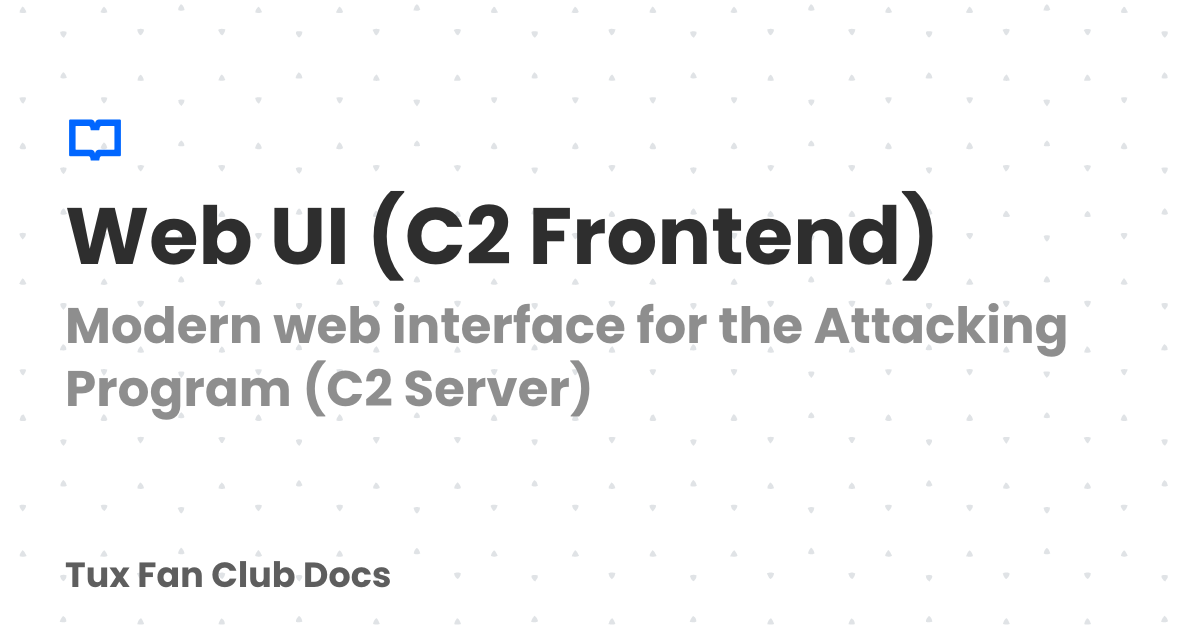 Web UI (C2 Frontend)
Modern web interface for the Attacking
Program (C2 Server)
Tux Fan Club Docs